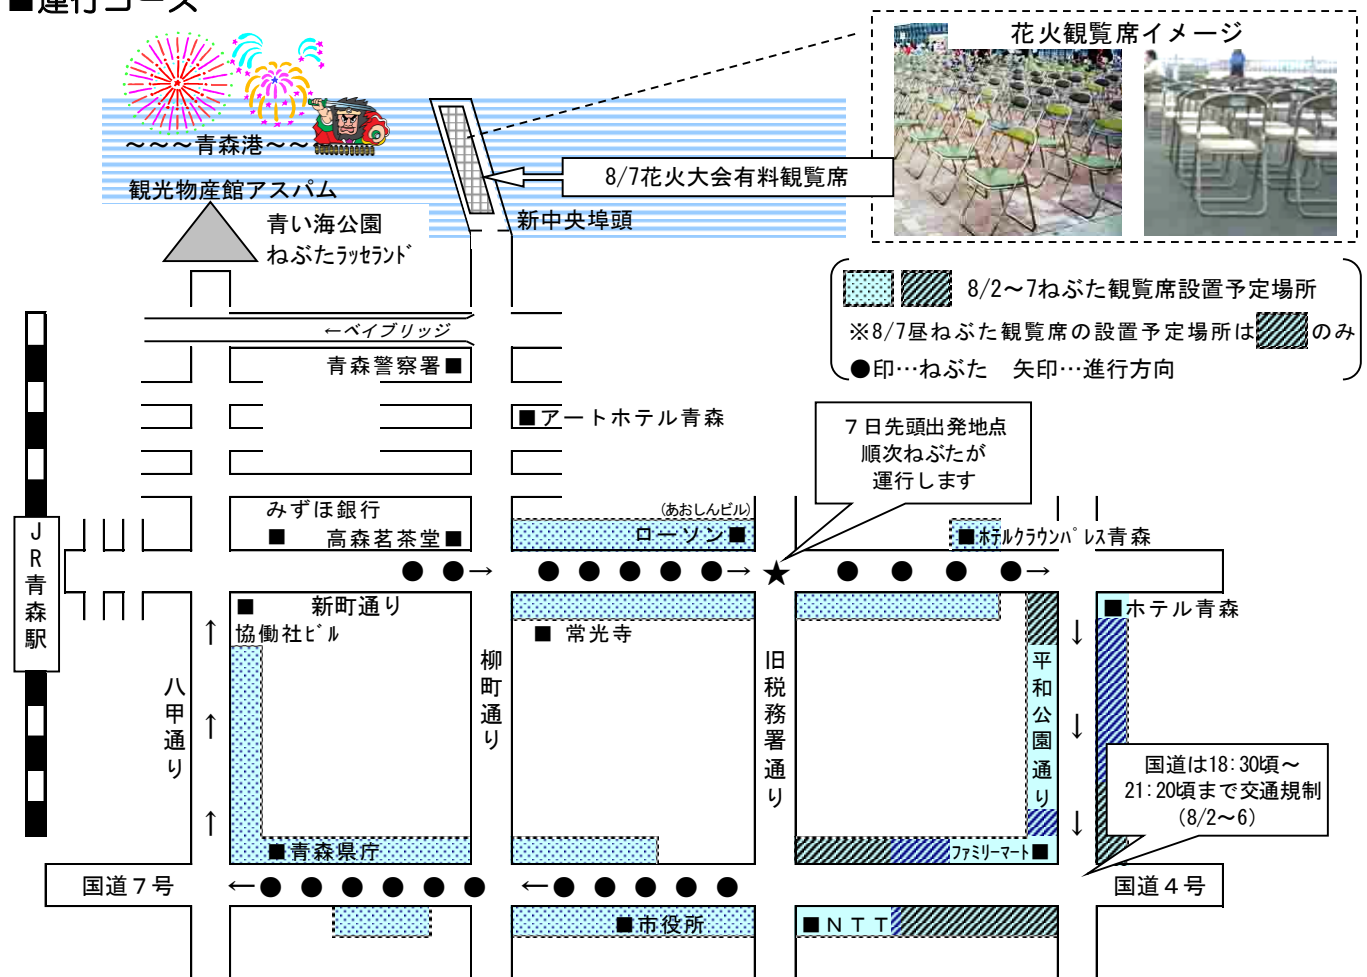 ■運行コース
花火観覧席イメージ
～～～青森港～～
8/7花火大会有料観覧席
観光物産館アスパム
新中央埠頭
青い海公園
ねぶたラッセランド
8/2～7ねぶた観覧席設置予定場所
※8/7昼ねぶた観覧席の設置予定場所は のみ
●印…ねぶた 矢印…進行方向
←ベイブリッジ
青森警察署■
■アートホテル青森
7日先頭出発地点
順次ねぶたが
運行します
みずほ銀行
■ 高森茗茶堂■
(あおしんビル)
ローソン■
■ホテルクラウンパレス青森
JR青森駅
●●→ ●●●●●→ ★ ●●●●→
■ 新町通り
協働社ビル
■ 常光寺
■ホテル青森
八甲通り
柳町通り
旧税務署通り
平和公園通り
国道は18:30頃～
21:20頃まで交通規制
(8/2～6)
■青森県庁
ファミリーマート■
国道7号
←●●●●●● ←●●●●●
国道4号
■市役所
■NTT